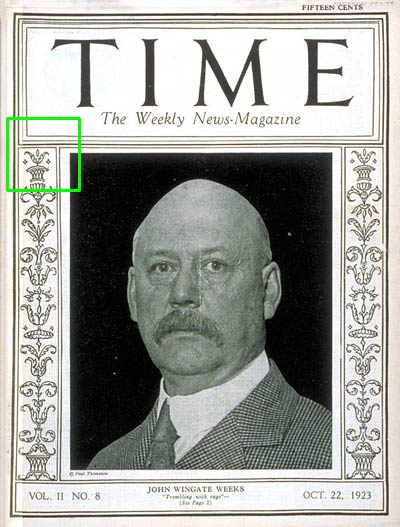 FIFTEEN CENTS
TIME
The Weekly News-Magazine
© Paul Thompson
JOHN WINGATE WEEKS
"Trembling with rage"—
(See Page 2)
VOL. II NO. 8
OCT. 22, 1923